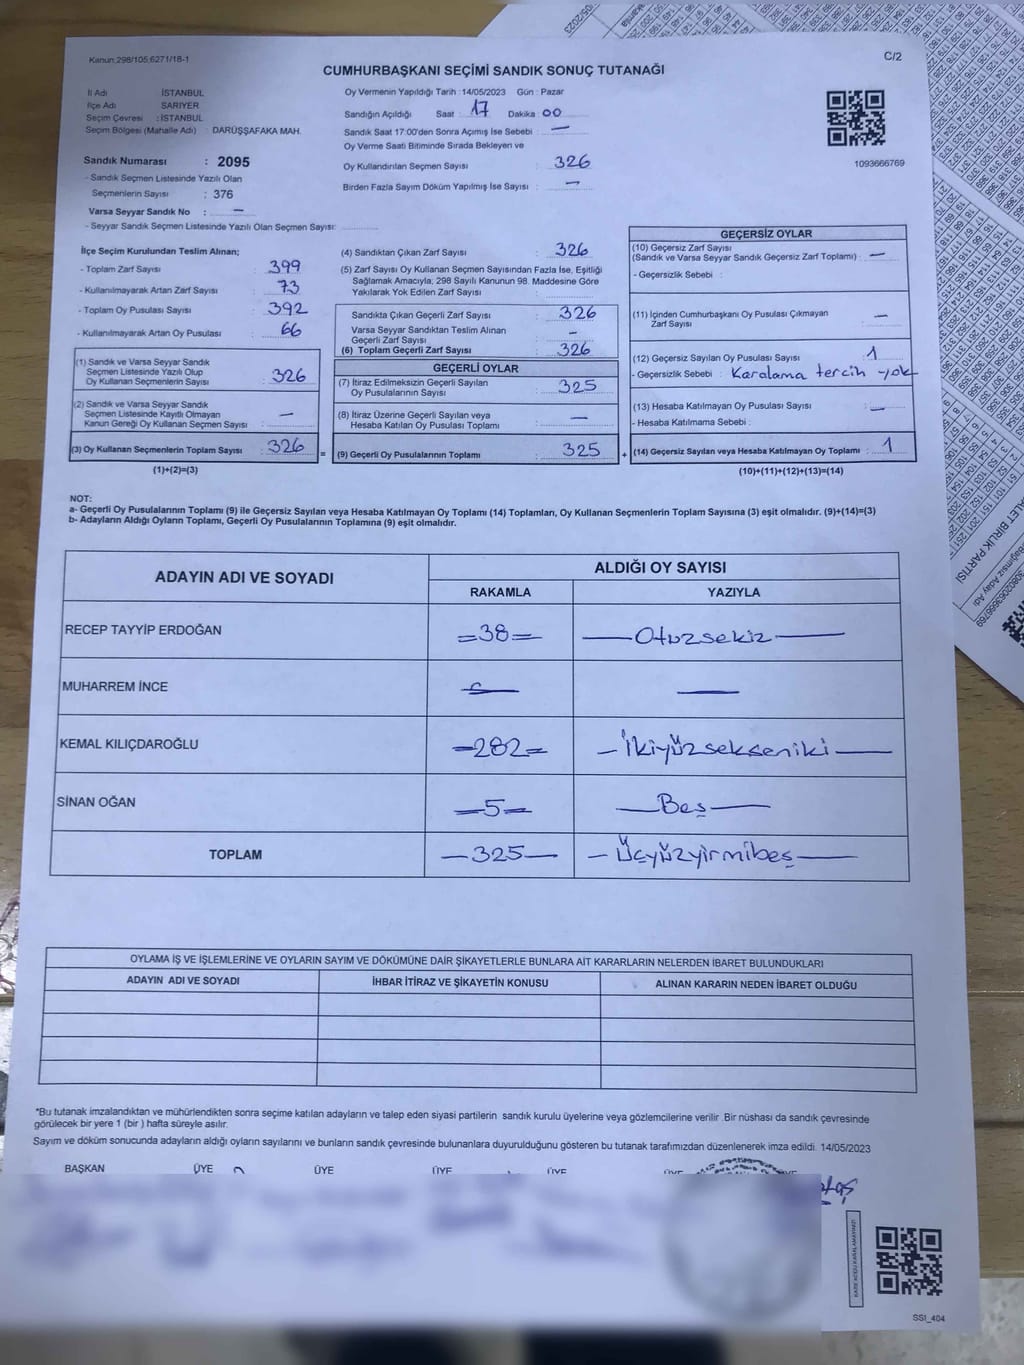 Kanun:298/105;6271/18-1
C/2
CUMHURBAŞKANI SEÇİMİ SANDIK SONUÇ TUTANAĞI
İl Adı İSTANBUL
İlçe Adı SARIYER
Seçim Çevresi : İSTANBUL
Seçim Bölgesi (Mahalle Adı) : DARÜŞŞAFAKA MAH.
Sandık Numarası : 2095
- Sandık Seçmen Listesinde Yazılı Olan
Seçmenlerin Sayısı : 376
Varsa Seyyar Sandık No : —
- Seyyar Sandık Seçmen Listesinde Yazılı Olan Seçmen Sayısı:
Oy Vermenin Yapıldığı Tarih : 14/05/2023 Gün : Pazar
Sandığın Açıldığı Saat : 17 Dakika : 00
Sandık Saat 17:00'den Sonra Açımış İse Sebebi : —
Oy Verme Saati Bitiminde Sırada Bekleyen ve
Oy Kullandırılan Seçmen Sayısı : 326
Birden Fazla Sayım Döküm Yapılmış İse Sayısı : —
1093666769
İlçe Seçim Kurulundan Teslim Alınan;
- Toplam Zarf Sayısı : 399
- Kullanılmayarak Artan Zarf Sayısı : 73
- Toplam Oy Pusulası Sayısı : 392
- Kullanılmayarak Artan Oy Pusulası : 66
(1) Sandık ve Varsa Seyyar Sandık
Seçmen Listesinde Yazılı Olup
Oy Kullanan Seçmenlerin Sayısı : 326
(2) Sandık ve Varsa Seyyar Sandık
Seçmen Listesinde Kayıtlı Olmayan
Kanun Gereği Oy Kullanan Seçmen Sayısı : —
(3) Oy Kullanan Seçmenlerin Toplam Sayısı : 326
(1)+(2)=(3)
=
(4) Sandıktan Çıkan Zarf Sayısı : 326
(5) Zarf Sayısı Oy Kullanan Seçmen Sayısından Fazla İse, Eşitliği
Sağlamak Amacıyla; 298 Sayılı Kanunun 98. Maddesine Göre
Yakılarak Yok Edilen Zarf Sayısı :
Sandıkta Çıkan Geçerli Zarf Sayısı : 326
Varsa Seyyar Sandıktan Teslim Alınan
Geçerli Zarf Sayısı : —
(6) Toplam Geçerli Zarf Sayısı : 326
GEÇERLİ OYLAR
(7) İtiraz Edilmeksizin Geçerli Sayılan
Oy Pusulasının Sayısı : 325
(8) İtiraz Üzerine Geçerli Sayılan veya
Hesaba Katılan Oy Pusulası Toplamı : —
(9) Geçerli Oy Pusulalarının Toplamı : 325
+
GEÇERSİZ OYLAR
(10) Geçersiz Zarf Sayısı
(Sandık ve Varsa Seyyar Sandık Geçersiz Zarf Toplamı) : —
- Geçersizlik Sebebi :
(11) İçinden Cumhurbaşkanı Oy Pusulası Çıkmayan
Zarf Sayısı : —
(12) Geçersiz Sayılan Oy Pusulası Sayısı : 1
- Geçersizlik Sebebi : Karalama tercih yok
(13) Hesaba Katılmayan Oy Pusulası Sayısı : —
- Hesaba Katılmama Sebebi :
(14) Geçersiz Sayılan veya Hesaba Katılmayan Oy Toplamı : 1
(10)+(11)+(12)+(13)=(14)
NOT:
a- Geçerli Oy Pusulalarının Toplamı (9) ile Geçersiz Sayılan veya Hesaba Katılmayan Oy Toplamı (14) Toplamları, Oy Kullanan Seçmenlerin Toplam Sayısına (3) eşit olmalıdır. (9)+(14)=(3)
b- Adayların Aldığı Oyların Toplamı, Geçerli Oy Pusulalarının Toplamına (9) eşit olmalıdır.
ADAYIN ADI VE SOYADI ALDIĞI OY SAYISI
RAKAMLA YAZIYLA
RECEP TAYYİP ERDOĞAN =38= — Otuzsekiz —
MUHARREM İNCE — —
KEMAL KILIÇDAROĞLU —282= — İkiyüzsekseniki —
SİNAN OĞAN —5= — Beş —
TOPLAM —325— — Üçyüzyirmibeş —
OYLAMA İŞ VE İŞLEMLERİNE VE OYLARIN SAYIM VE DÖKÜMÜNE DAİR ŞİKAYETLERLE BUNLARA AİT KARARLARIN NELERDEN İBARET BULUNDUKLARI
ADAYIN ADI VE SOYADI İHBAR İTİRAZ VE ŞİKAYETİN KONUSU ALINAN KARARIN NEDEN İBARET OLDUĞU
*Bu tutanak imzalandıktan ve mühürlendikten sonra seçime katılan adayların ve talep eden siyasi partilerin sandık kurulu üyelerine veya gözlemcilerine verilir .Bir nüshası da sandık çevresinde
görülecek bir yere 1 (bir ) hafta süreyle asılır.
Sayım ve döküm sonucunda adayların aldığı oyların sayılarını ve bunların sandık çevresinde bulunanlara duyurulduğunu gösteren bu tutanak tarafımızdan düzenlenerek imza edildi. 14/05/2023
BAŞKAN ÜYE ÜYE ÜYE ÜYE ÜYE
SSI_404